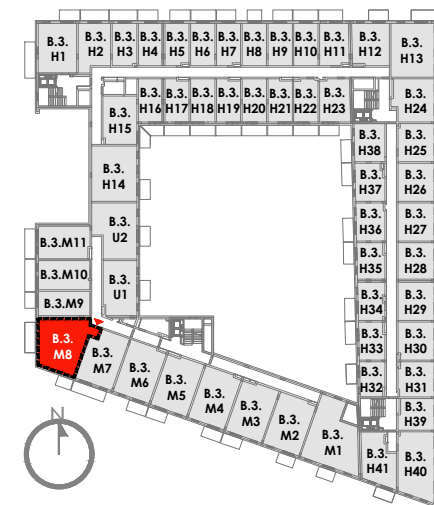 B.3.
H1
B.3.
H2
B.3.
H3
B.3.
H4
B.3.
H5
B.3.
H6
B.3.
H7
B.3.
H8
B.3.
H9
B.3.
H10
B.3.
H11
B.3.
H12
B.3.
H13
B.3.
H16
B.3.
H17
B.3.
H18
B.3.
H19
B.3.
H20
B.3.
H21
B.3.
H22
B.3.
H23
B.3.
H24
B.3.
H15
B.3.
H38
B.3.
H25
B.3.
H14
B.3.
H37
B.3.
H26
B.3.
U2
B.3.
H36
B.3.
H27
B.3.M11
B.3.
H35
B.3.
H28
B.3.M10
B.3.
U1
B.3.
H34
B.3.
H29
B.3.M9
B.3.
M8
B.3.
M7
B.3.
M6
B.3.
M5
B.3.
M4
B.3.
M3
B.3.
M2
B.3.
M1
B.3.
H33
B.3.
H30
B.3.
H32
B.3.
H31
B.3.
H39
B.3.
H41
B.3.
H40
N